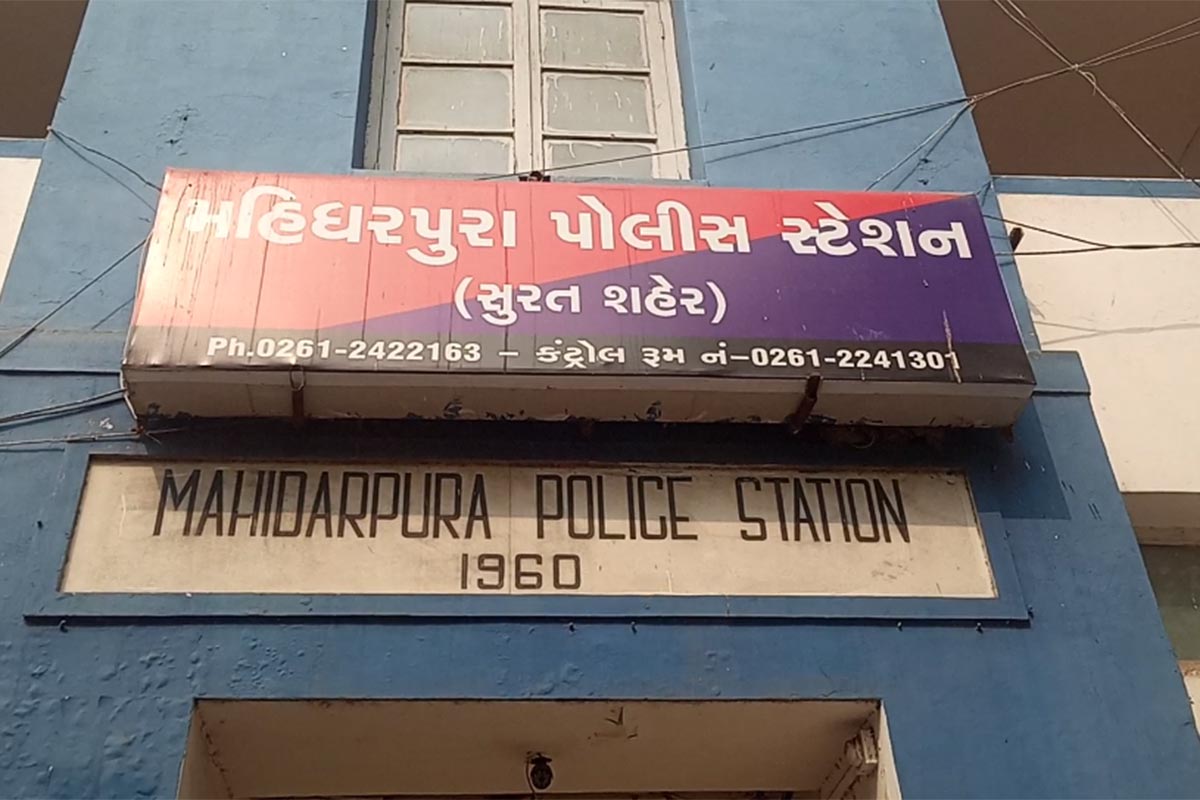 મહિધરપુરા પોલીસ સ્ટેશન
(સુરત શહેર)
Ph.0261-2422163 – કંટ્રોલ રૂમ નં–0261-2241301
MAHIDARPURA POLICE STATION
1960